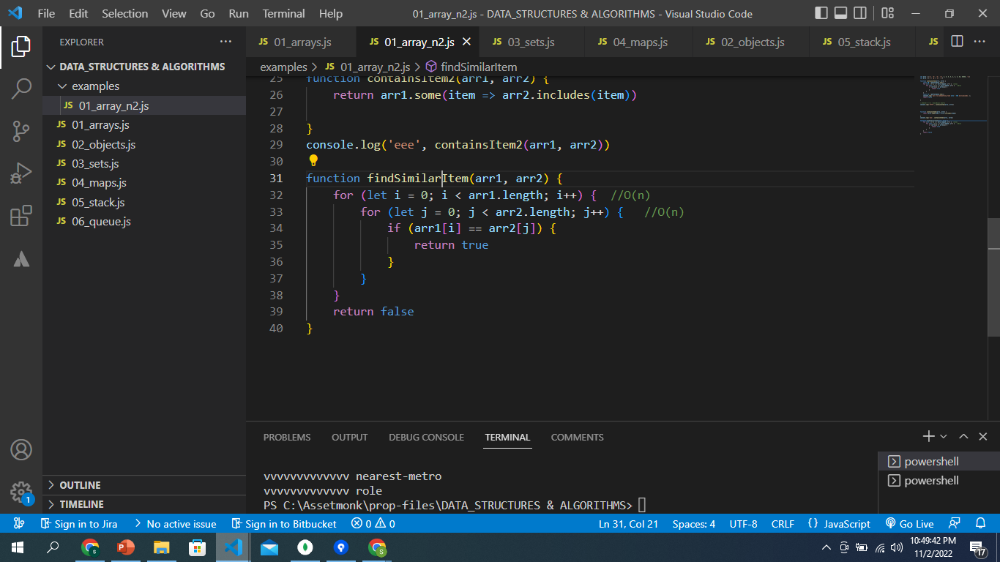 File Edit Selection View Go Run Terminal Help 01_array_n2.js - DATA_STRUCTURES & ALGORITHMS - Visual Studio Code
EXPLORER
JS 01_arrays.js JS 01_array_n2.js JS 03_sets.js JS 04_maps.js JS 02_objects.js JS 05_stack.js JS
DATA_STRUCTURES & ALGORITHMS
examples
JS 01_array_n2.js
JS 01_arrays.js
JS 02_objects.js
JS 03_sets.js
JS 04_maps.js
JS 05_stack.js
JS 06_queue.js
OUTLINE
TIMELINE
examples > JS 01_array_n2.js > findSimilarItem
25 function containsItem2(arr1, arr2) {
26 return arr1.some(item => arr2.includes(item))
27
28 }
29 console.log('eee', containsItem2(arr1, arr2))
30
31 function findSimilarItem(arr1, arr2) {
32 for (let i = 0; i < arr1.length; i++) { //O(n)
33 for (let j = 0; j < arr2.length; j++) { //O(n)
34 if (arr1[i] == arr2[j]) {
35 return true
36 }
37 }
38 }
39 return false
40 }
PROBLEMS OUTPUT DEBUG CONSOLE TERMINAL COMMENTS
vvvvvvvvvvvvv nearest-metro
vvvvvvvvvvvvv role
PS C:\Assetmonk\prop-files\DATA_STRUCTURES & ALGORITHMS>
powershell
powershell
1
Sign in to Jira No active issue Sign in to Bitbucket 0 0 Ln 31, Col 21 Spaces: 4 UTF-8 CRLF {} JavaScript Go Live
10:49:42 PM
11/2/2022
17